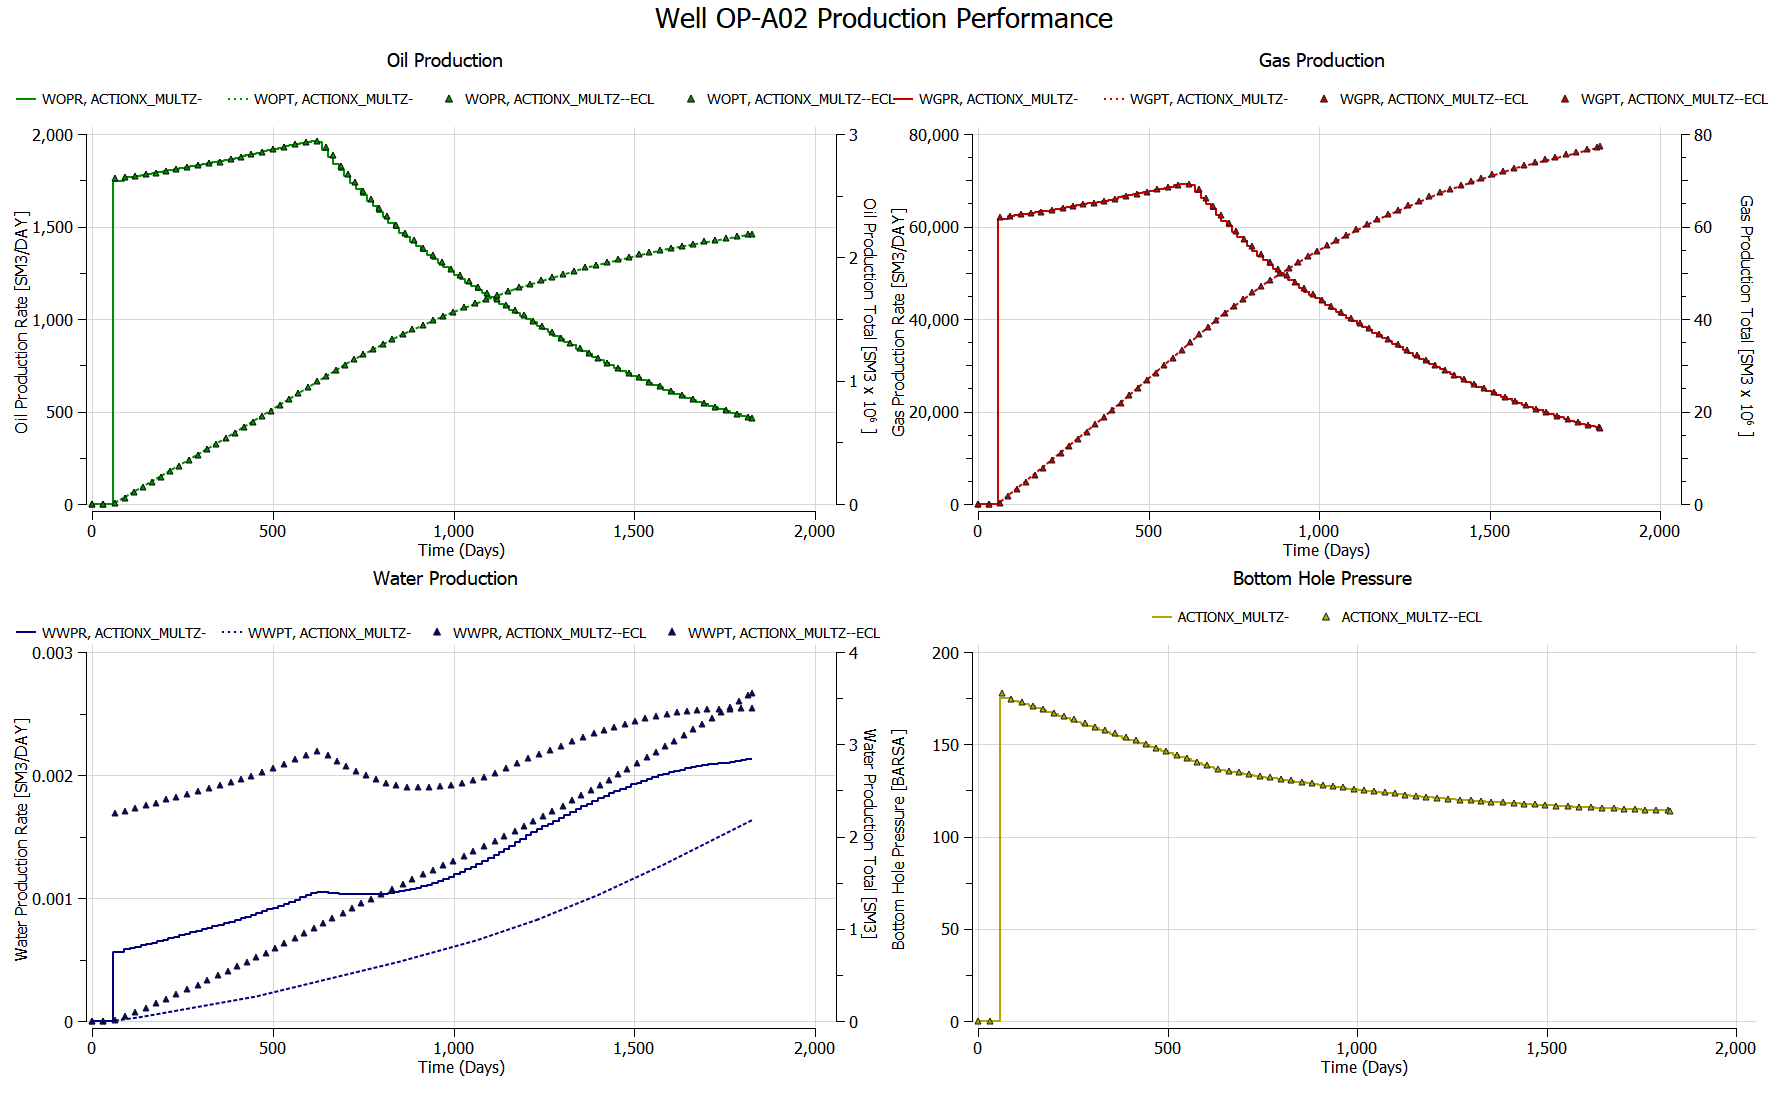 Well OP-A02 Production Performance
Oil Production
WOPR, ACTIONX_MULTZ-
WOPT, ACTIONX_MULTZ-
WOPR, ACTIONX_MULTZ--ECL
WOPT, ACTIONX_MULTZ--ECL
2,000
1,500
1,000
500
0
Oil Production Rate [SM3/DAY]
3
2
1
0
Oil Production Total [SM3 x 10⁶ ]
0
500
1,000
1,500
2,000
Time (Days)
Gas Production
WGPR, ACTIONX_MULTZ-
WGPT, ACTIONX_MULTZ-
WGPR, ACTIONX_MULTZ--ECL
WGPT, ACTIONX_MULTZ--ECL
80,000
60,000
40,000
20,000
0
Gas Production Rate [SM3/DAY]
80
60
40
20
0
Gas Production Total [SM3 x 10⁶ ]
0
500
1,000
1,500
2,000
Time (Days)
Water Production
WWPR, ACTIONX_MULTZ-
WWPT, ACTIONX_MULTZ-
WWPR, ACTIONX_MULTZ--ECL
WWPT, ACTIONX_MULTZ--ECL
0.003
0.002
0.001
0
Water Production Rate [SM3/DAY]
4
3
2
1
0
Water Production Total [SM3]
0
500
1,000
1,500
2,000
Time (Days)
Bottom Hole Pressure
ACTIONX_MULTZ-
ACTIONX_MULTZ--ECL
200
150
100
50
0
Bottom Hole Pressure [BARSA]
0
500
1,000
1,500
2,000
Time (Days)